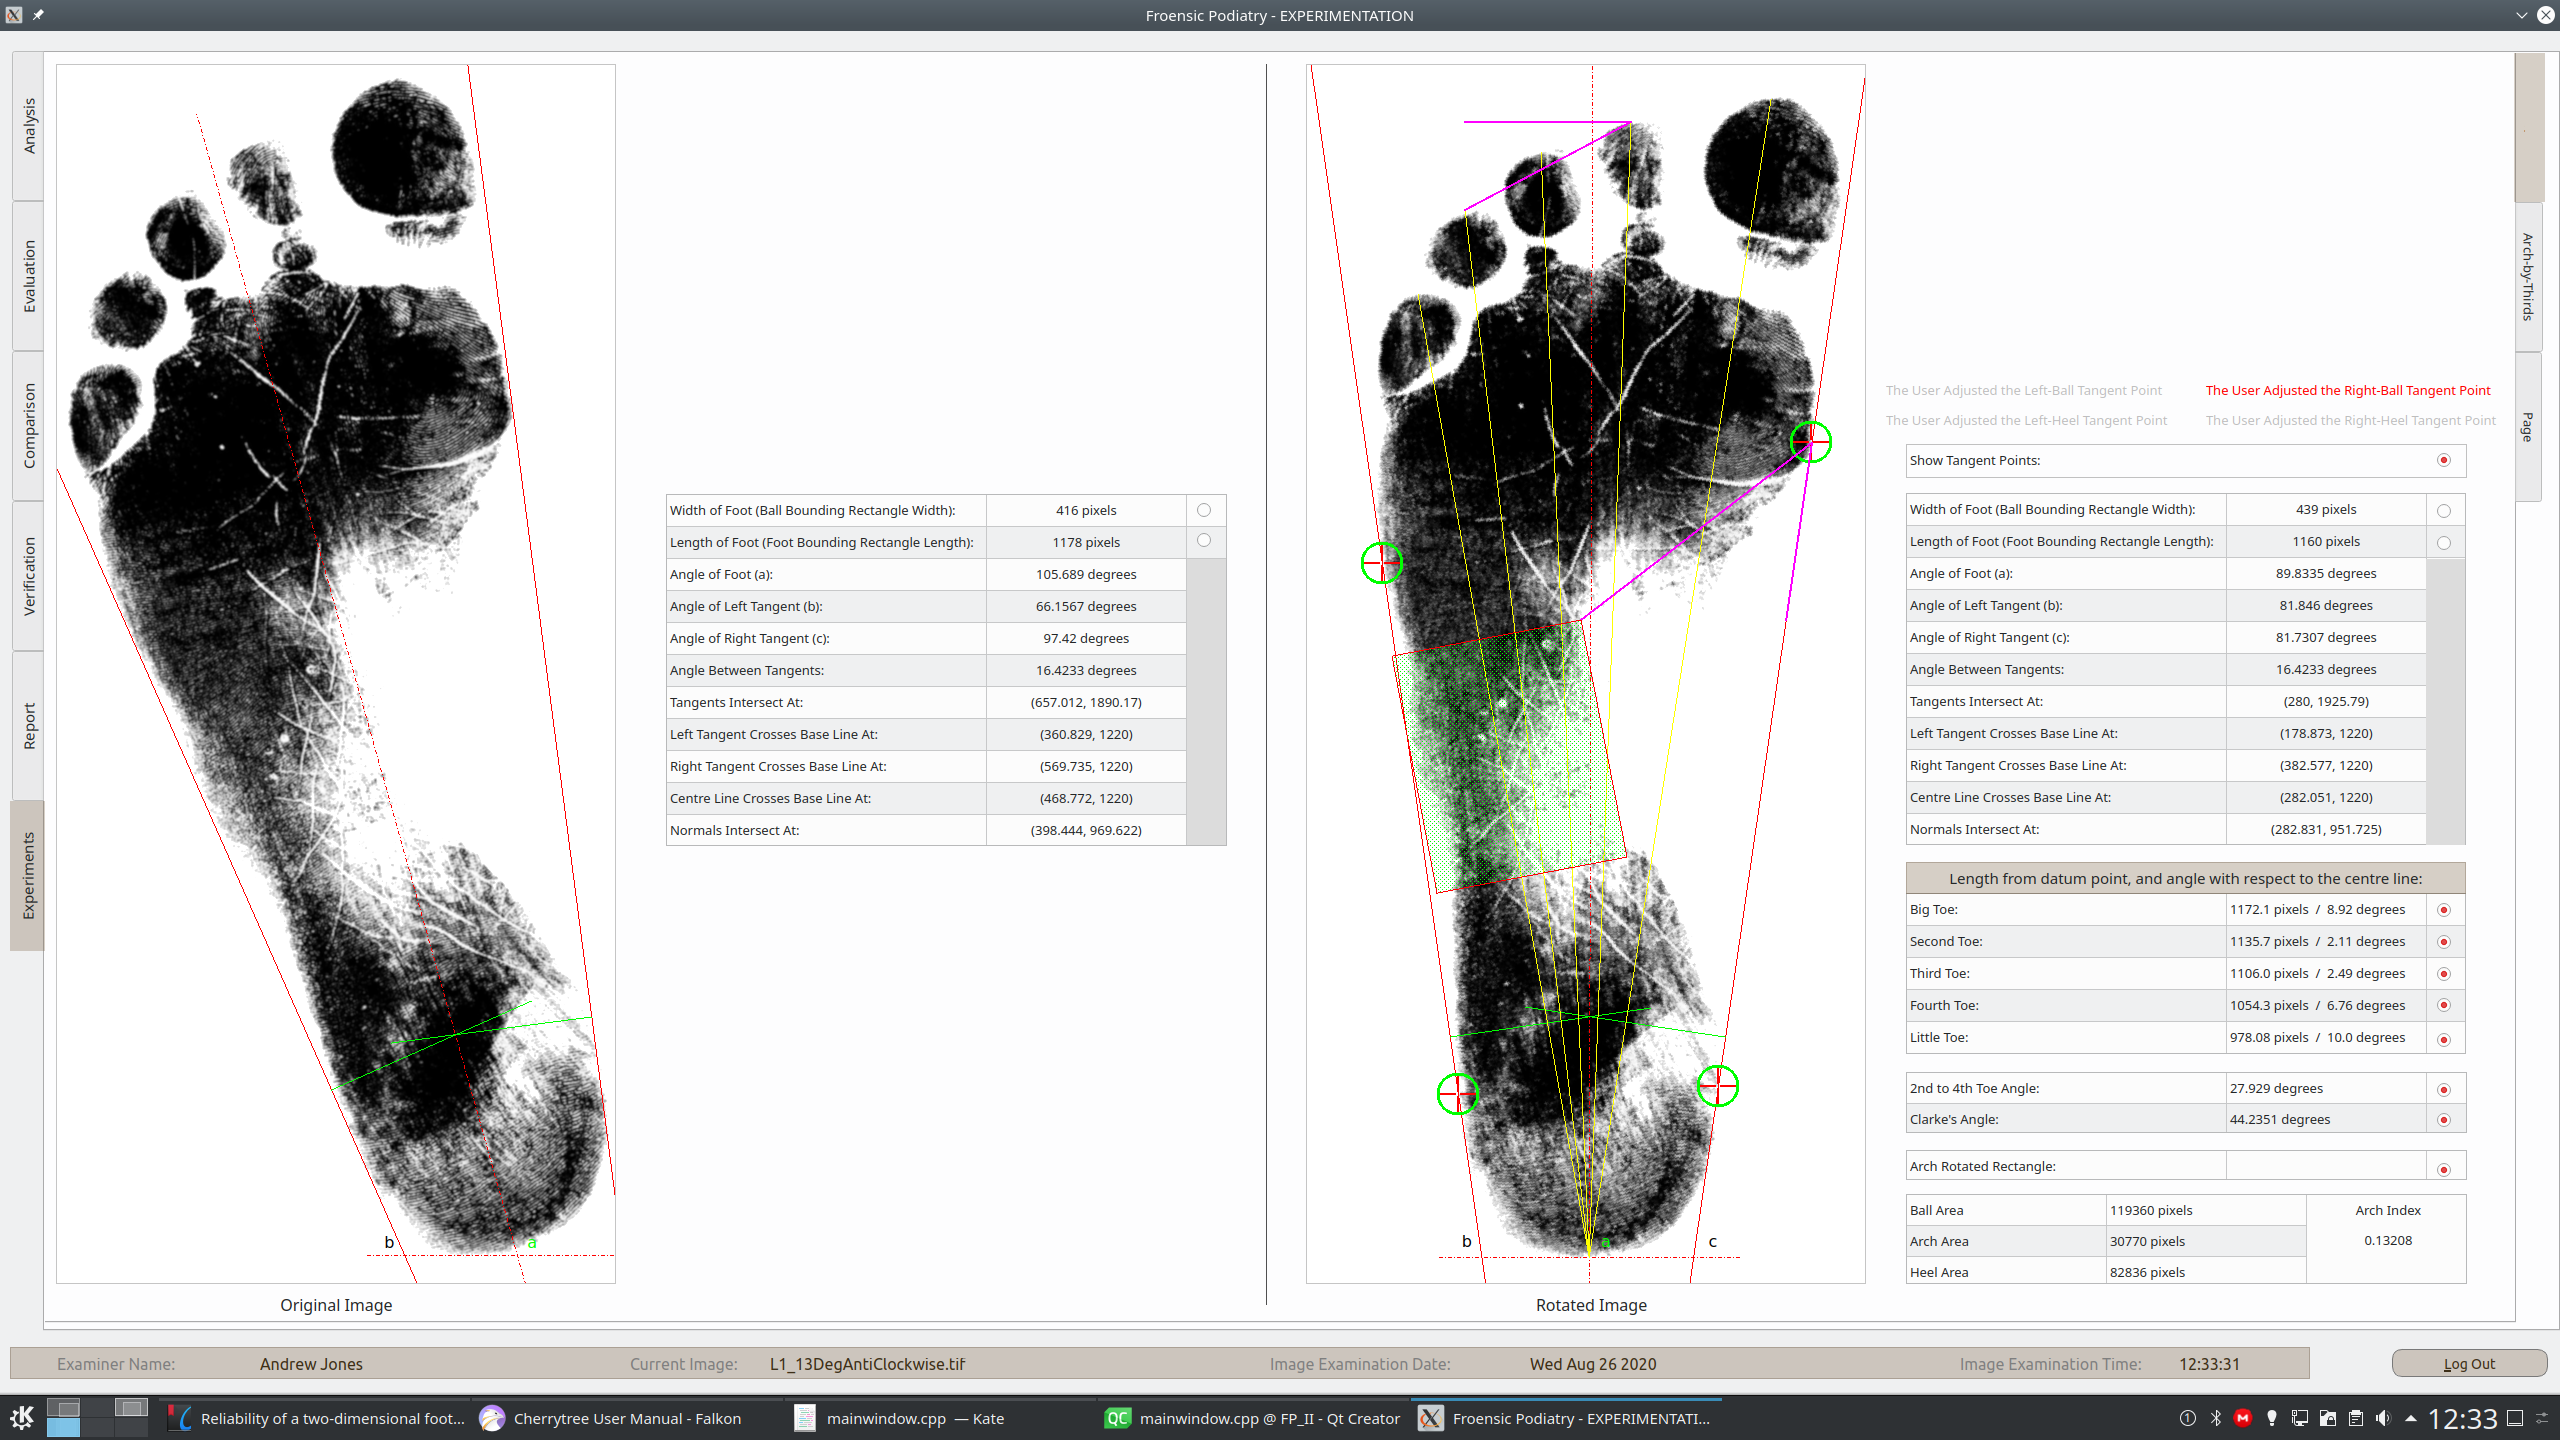 Froensic Podiatry - EXPERIMENTATION
Analysis
Evaluation
Comparison
Verification
Report
Experiments
b
a
Original Image
Width of Foot (Ball Bounding Rectangle Width): 416 pixels
Length of Foot (Foot Bounding Rectangle Length): 1178 pixels
Angle of Foot (a): 105.689 degrees
Angle of Left Tangent (b): 66.1567 degrees
Angle of Right Tangent (c): 97.42 degrees
Angle Between Tangents: 16.4233 degrees
Tangents Intersect At: (657.012, 1890.17)
Left Tangent Crosses Base Line At: (360.829, 1220)
Right Tangent Crosses Base Line At: (569.735, 1220)
Centre Line Crosses Base Line At: (468.772, 1220)
Normals Intersect At: (398.444, 969.622)
b
a
c
Rotated Image
The User Adjusted the Left-Ball Tangent Point The User Adjusted the Right-Ball Tangent Point
The User Adjusted the Left-Heel Tangent Point The User Adjusted the Right-Heel Tangent Point
Show Tangent Points:
Width of Foot (Ball Bounding Rectangle Width): 439 pixels
Length of Foot (Foot Bounding Rectangle Length): 1160 pixels
Angle of Foot (a): 89.8335 degrees
Angle of Left Tangent (b): 81.846 degrees
Angle of Right Tangent (c): 81.7307 degrees
Angle Between Tangents: 16.4233 degrees
Tangents Intersect At: (280, 1925.79)
Left Tangent Crosses Base Line At: (178.873, 1220)
Right Tangent Crosses Base Line At: (382.577, 1220)
Centre Line Crosses Base Line At: (282.051, 1220)
Normals Intersect At: (282.831, 951.725)
Length from datum point, and angle with respect to the centre line:
Big Toe: 1172.1 pixels / 8.92 degrees
Second Toe: 1135.7 pixels / 2.11 degrees
Third Toe: 1106.0 pixels / 2.49 degrees
Fourth Toe: 1054.3 pixels / 6.76 degrees
Little Toe: 978.08 pixels / 10.0 degrees
2nd to 4th Toe Angle: 27.929 degrees
Clarke's Angle: 44.2351 degrees
Arch Rotated Rectangle:
Ball Area 119360 pixels Arch Index
Arch Area 30770 pixels 0.13208
Heel Area 82836 pixels
Arch-by-Thirds
Page
Examiner Name: Andrew Jones Current Image: L1_13DegAntiClockwise.tif Image Examination Date: Wed Aug 26 2020 Image Examination Time: 12:33:31 Log Out
Reliability of a two-dimensional foot... Cherrytree User Manual - Falkon mainwindow.cpp — Kate QC mainwindow.cpp @ FP_II - Qt Creator Froensic Podiatry - EXPERIMENTATI... 12:33